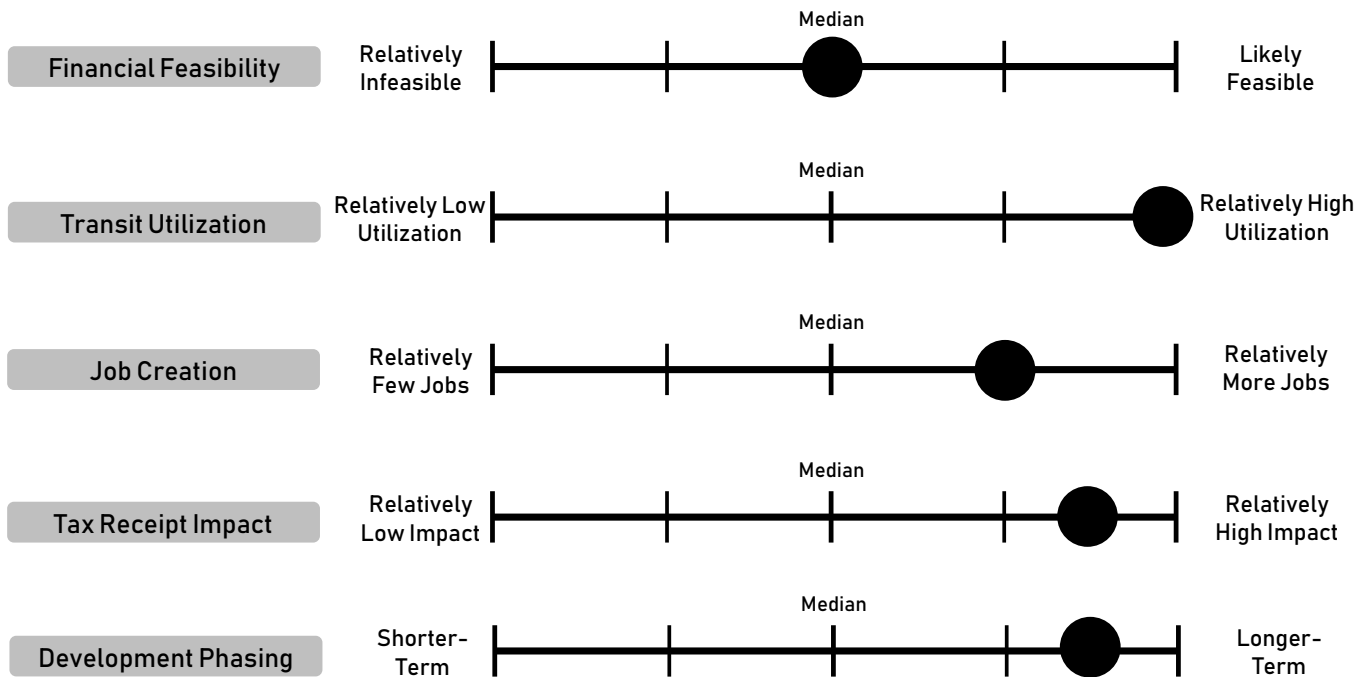 Median
Financial Feasibility
Relatively
Infeasible
Likely
Feasible
Median
Transit Utilization
Relatively Low
Utilization
Relatively High
Utilization
Median
Job Creation
Relatively
Few Jobs
Relatively
More Jobs
Median
Tax Receipt Impact
Relatively
Low Impact
Relatively
High Impact
Median
Development Phasing
Shorter-
Term
Longer-
Term